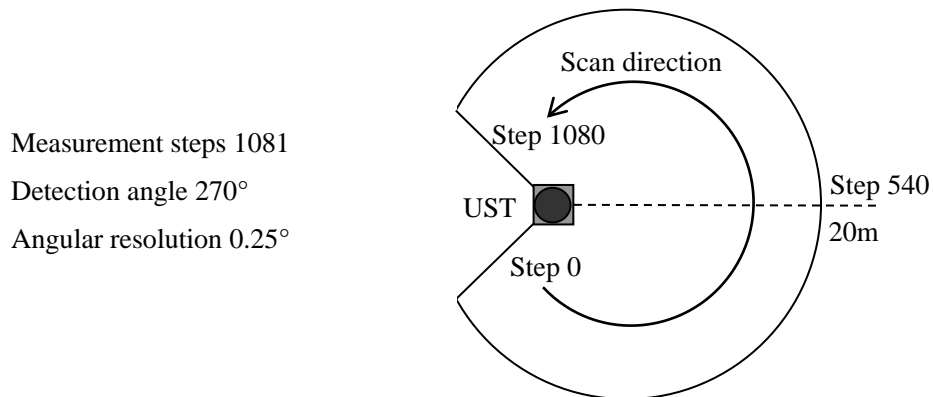 Measurement steps 1081
Detection angle 270°
Angular resolution 0.25°
Scan direction
Step 1080
UST
Step 540
20m
Step 0